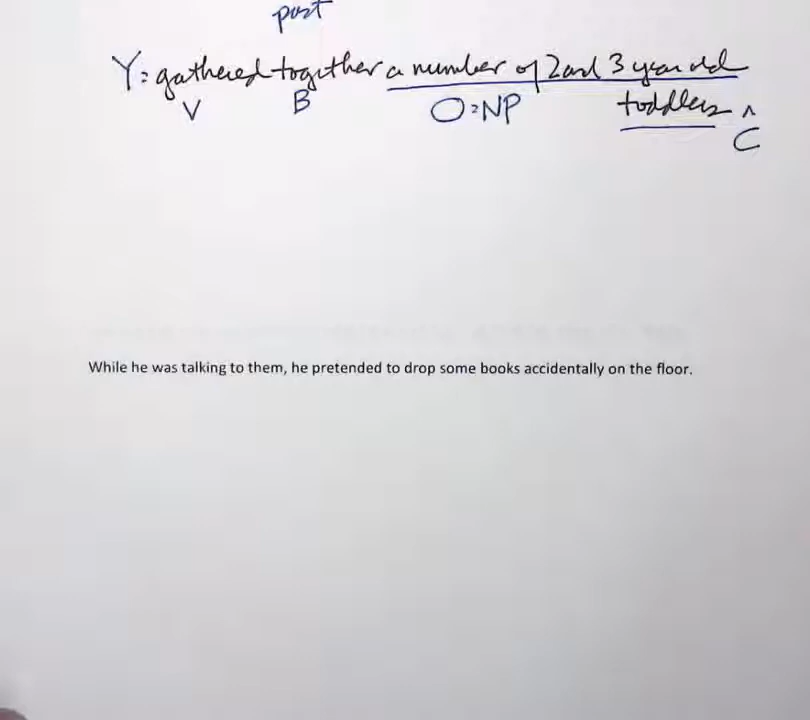 past
Y: gathered together a number of 2 and 3 year old
V B O:NP toddlers ^
C
While he was talking to them, he pretended to drop some books accidentally on the floor.